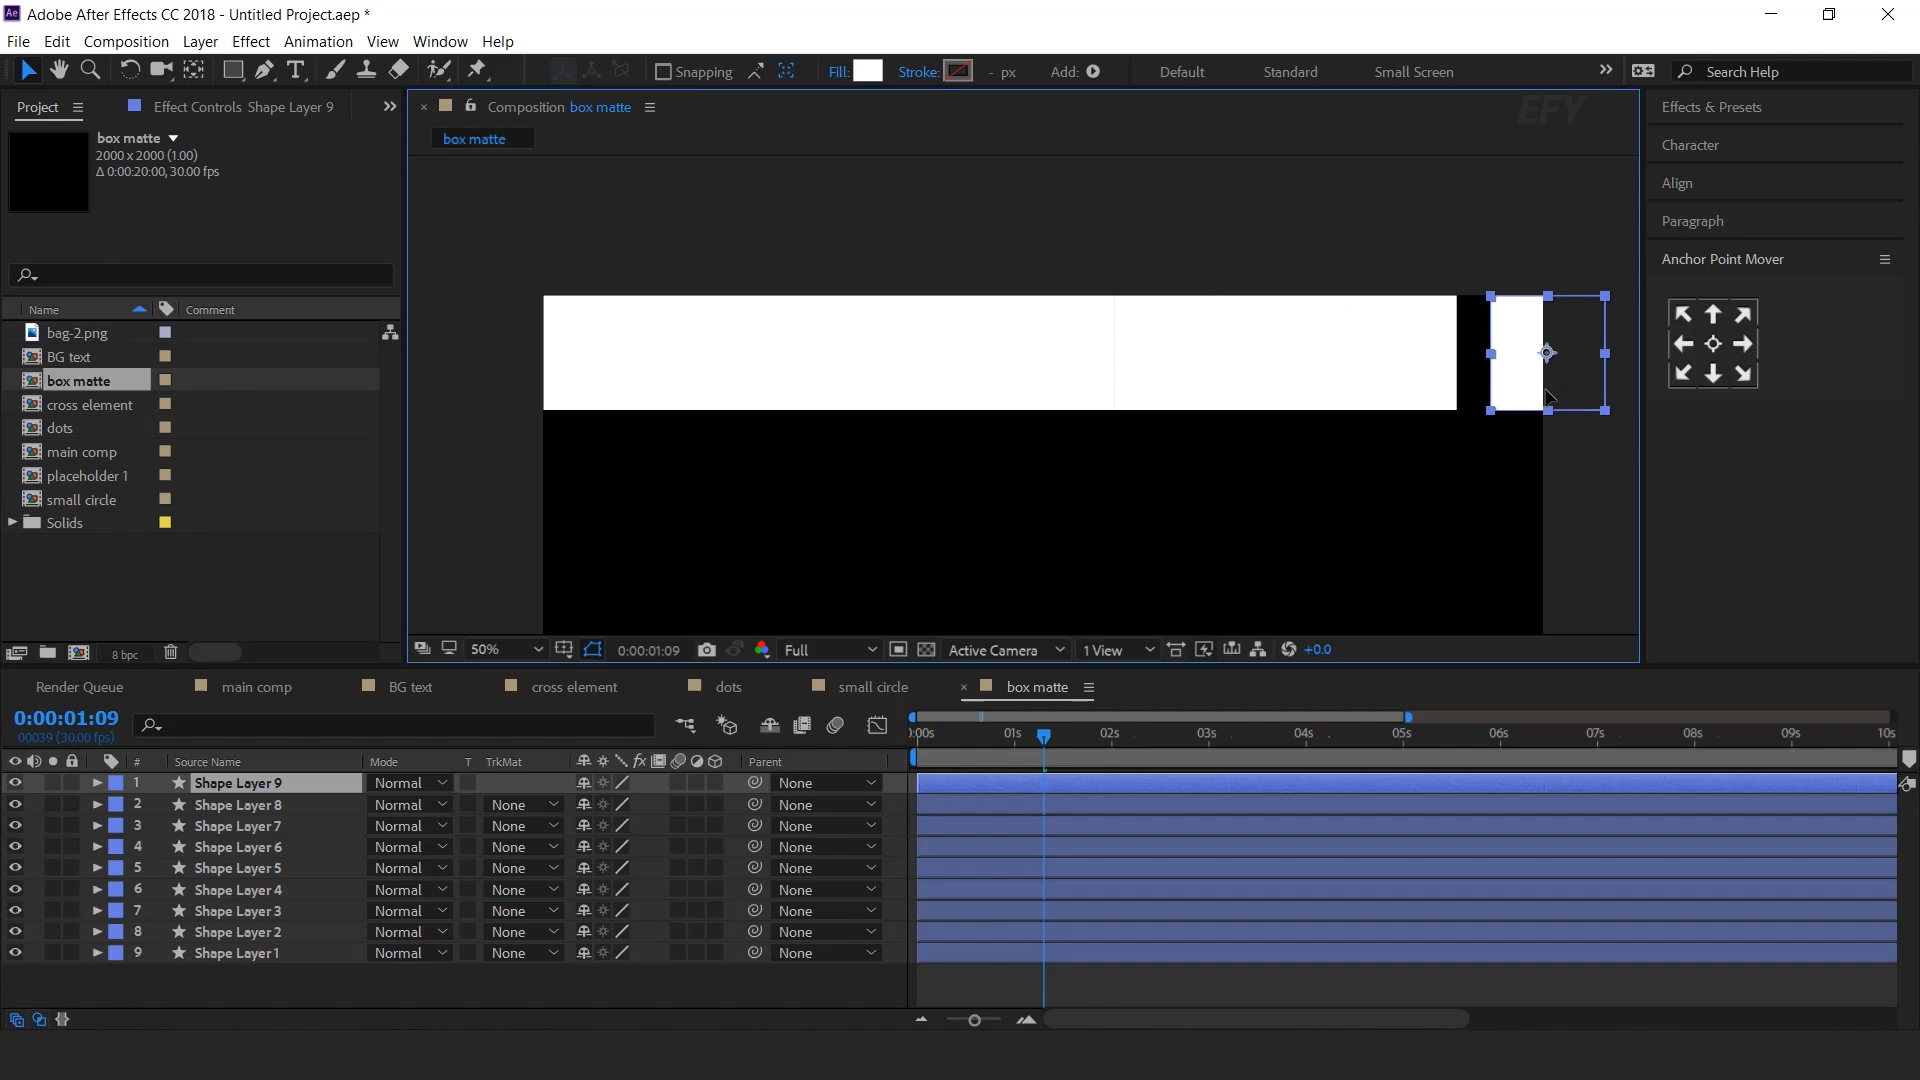 Adobe After Effects CC 2018 - Untitled Project.aep *
File Edit Composition Layer Effect Animation View Window Help
Snapping Fill: Stroke: - px Add: Default Standard Small Screen Search Help
Project Effect Controls Shape Layer 9
Composition box matte
EFY
Effects & Presets
box matte
2000 x 2000 (1.00)
Δ 0:00:20:00, 30.00 fps
box matte
Character
Align
Paragraph
Anchor Point Mover
Name Comment
bag-2.png
BG text
box matte
cross element
dots
main comp
placeholder 1
small circle
Solids
8 bpc
50% 0:00:01:09 Full Active Camera 1 View +0.0
Render Queue main comp BG text cross element dots small circle box matte
0:00:01:09
00039 (30.00 fps)
):00s 01s 02s 03s 04s 05s 06s 07s 08s 09s 10s
# Source Name Mode T TrkMat Parent
1 Shape Layer 9 Normal None
2 Shape Layer 8 Normal None None
3 Shape Layer 7 Normal None None
4 Shape Layer 6 Normal None None
5 Shape Layer 5 Normal None None
6 Shape Layer 4 Normal None None
7 Shape Layer 3 Normal None None
8 Shape Layer 2 Normal None None
9 Shape Layer 1 Normal None None